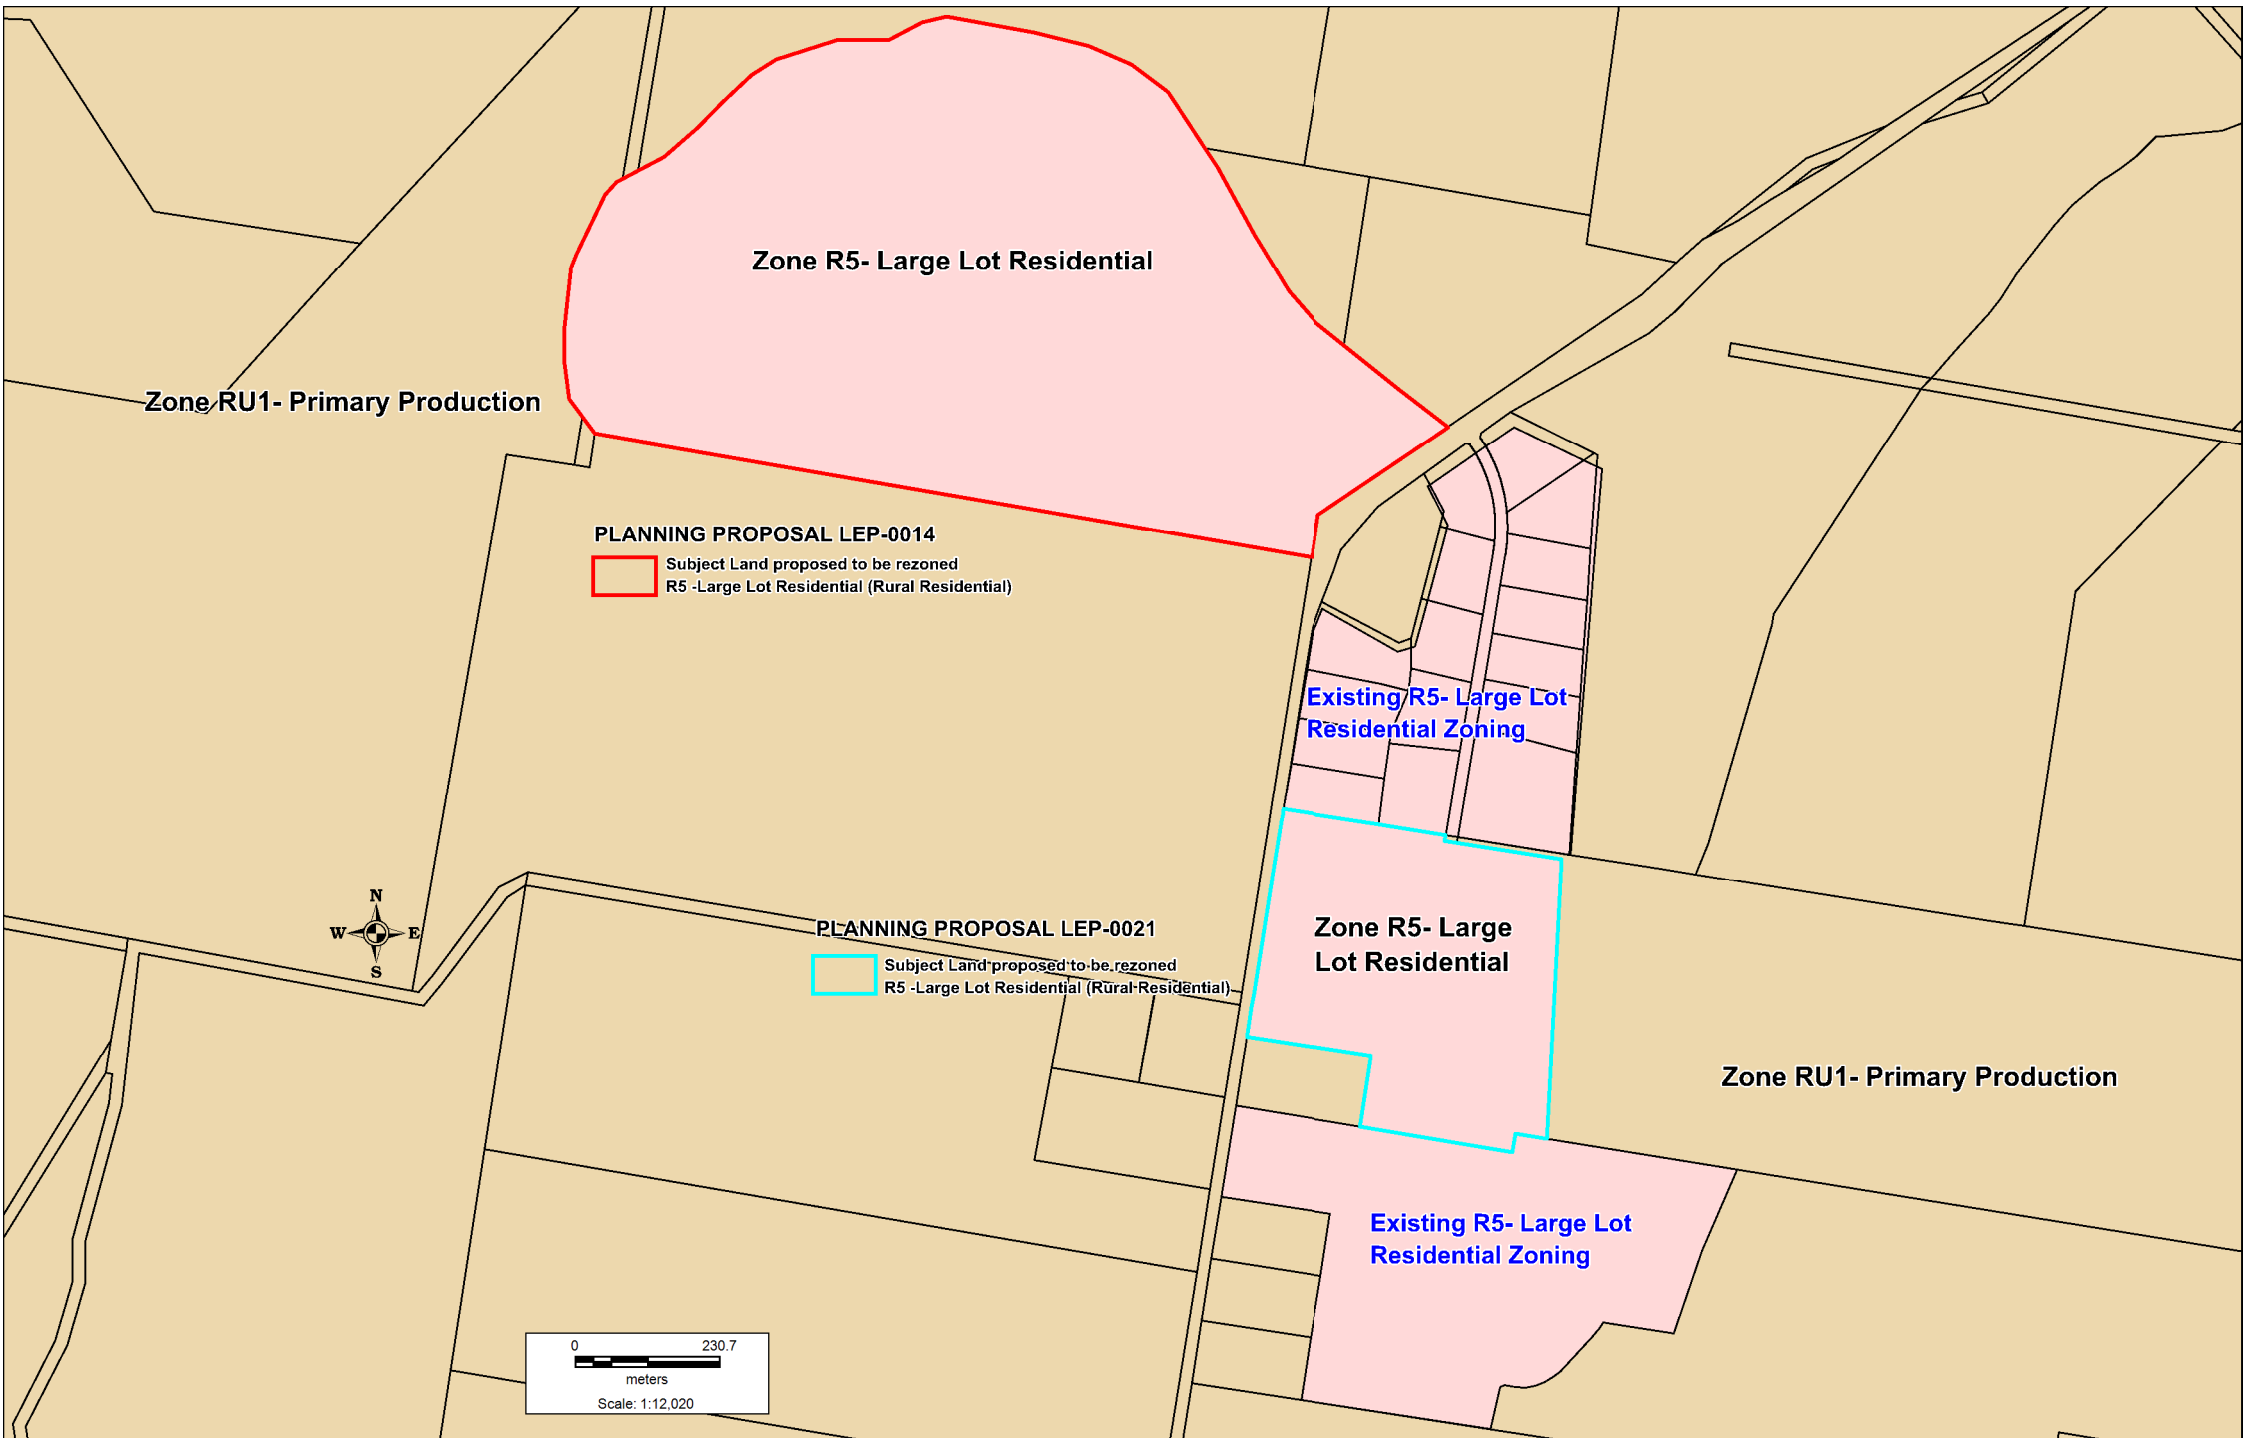 Zone R5- Large Lot Residential
Zone RU1- Primary Production
PLANNING PROPOSAL LEP-0014
Subject Land proposed to be rezoned
R5 -Large Lot Residential (Rural Residential)
Existing R5- Large Lot
Residential Zoning
N
W E
S
PLANNING PROPOSAL LEP-0021
Subject Land proposed to be rezoned
R5 -Large Lot Residential (Rural Residential)
Zone R5- Large
Lot Residential
Zone RU1- Primary Production
Existing R5- Large Lot
Residential Zoning
0 230.7
meters
Scale: 1:12,020